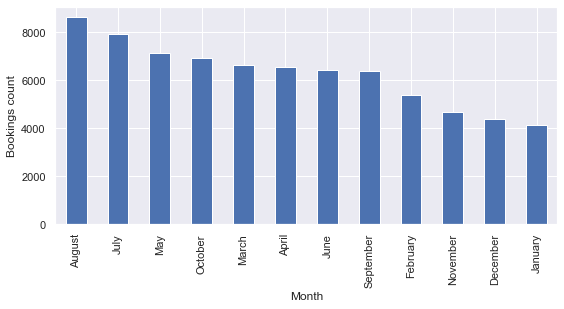 8000
6000
4000
2000
0
Bookings count
August
July
May
October
March
April
June
September
February
November
December
January
Month